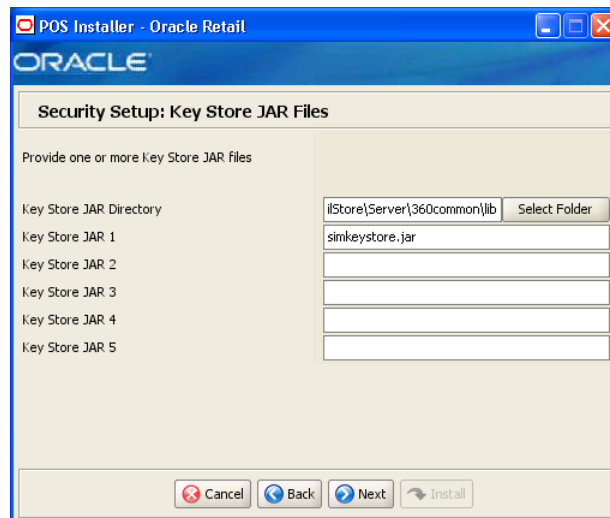 POS Installer - Oracle Retail
ORACLE
Security Setup: Key Store JAR Files
Provide one or more Key Store JAR files
Key Store JAR Directory ilStore\Server\360common\lib Select Folder
Key Store JAR 1 simkeystore.jar
Key Store JAR 2
Key Store JAR 3
Key Store JAR 4
Key Store JAR 5
Cancel Back Next Install